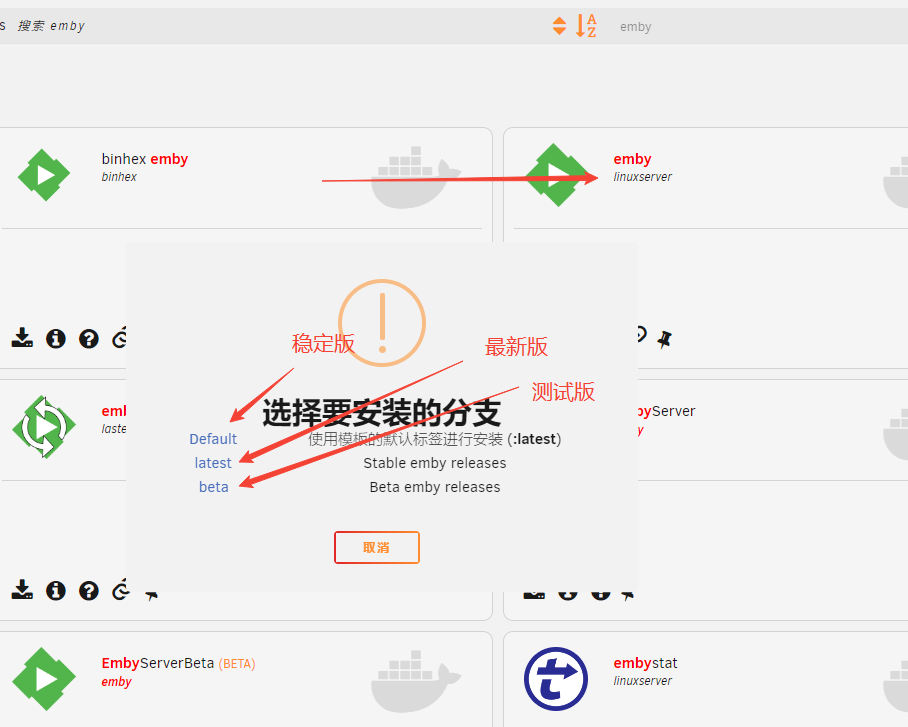 s 搜索 emby
A
Z
emby
binhex emby
binhex
emby
linuxserver
稳定版
最新版
测试版
选择要安装的分支
Default 使用模板的默认标签进行安装 (:latest)
latest Stable emby releases
beta Beta emby releases
取消
byServer
y
EmbyServerBeta (BETA)
emby
embystat
linuxserver